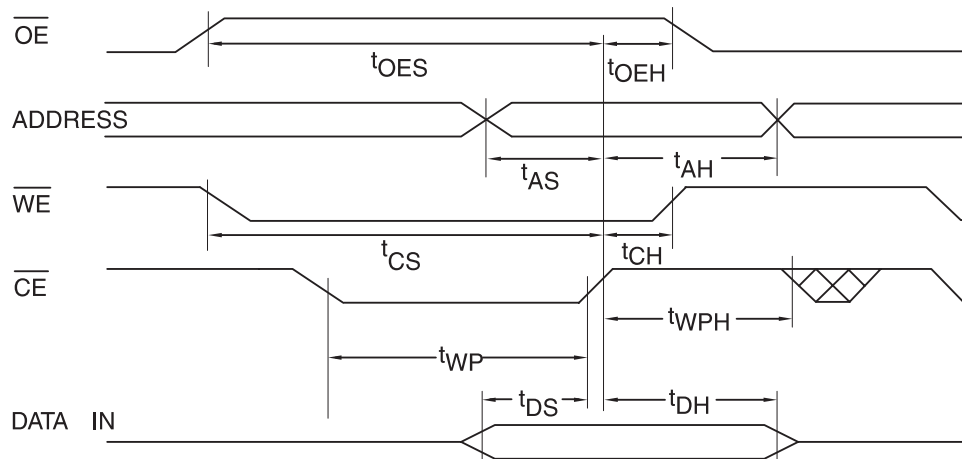 OE
tOES
tOEH
ADDRESS
tAS
tAH
WE
tCS
tCH
CE
tWPH
tWP
tDS
tDH
DATA IN